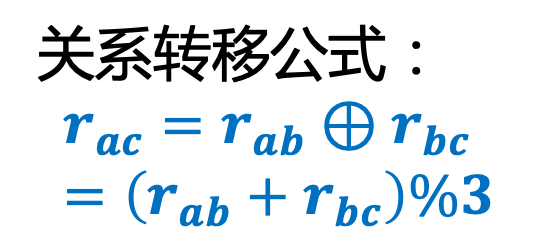 关系转移公式：
r_ac = r_ab ⊕ r_bc
= (r_ab + r_bc)%3